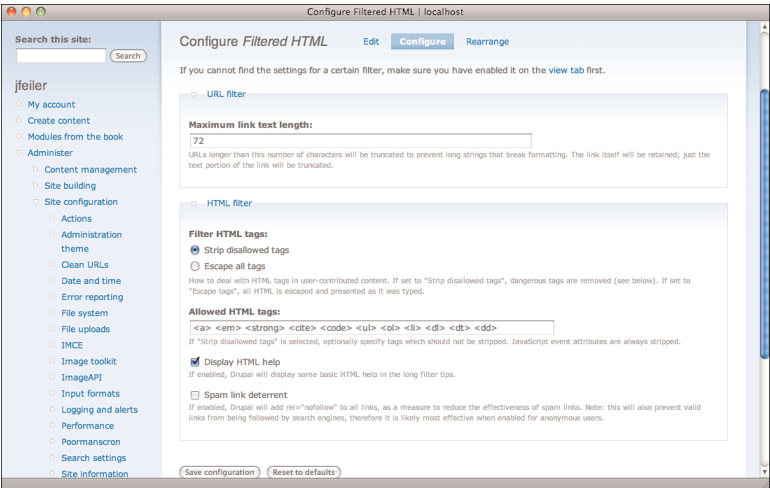 Configure Filtered HTML | localhost
Search this site:
Search
jfeiler
My account
Create content
Modules from the book
Administer
Content management
Site building
Site configuration
Actions
Administration
theme
Clean URLs
Date and time
Error reporting
File system
File uploads
IMCE
Image toolkit
ImageAPI
Input formats
Logging and alerts
Performance
Poormanscron
Search settings
Site information
Configure Filtered HTML
Edit
Configure
Rearrange
If you cannot find the settings for a certain filter, make sure you have enabled it on the view tab first.
URL filter
Maximum link text length:
72
URLs longer than this number of characters will be truncated to prevent long strings that break formatting. The link itself will be retained; just the
text portion of the link will be truncated.
HTML filter
Filter HTML tags:
Strip disallowed tags
Escape all tags
How to deal with HTML tags in user-contributed content. If set to "Strip disallowed tags", dangerous tags are removed (see below). If set to
"Escape tags", all HTML is escaped and presented as it was typed.
Allowed HTML tags:
<a> <em> <strong> <cite> <code> <ul> <ol> <li> <dl> <dt> <dd>
If "Strip disallowed tags" is selected, optionally specify tags which should not be stripped. JavaScript event attributes are always stripped.
Display HTML help
If enabled, Drupal will display some basic HTML help in the long filter tips.
Spam link deterrent
If enabled, Drupal will add rel="nofollow" to all links, as a measure to reduce the effectiveness of spam links. Note: this will also prevent valid
links from being followed by search engines, therefore it is likely most effective when enabled for anonymous users.
Save configuration
Reset to defaults